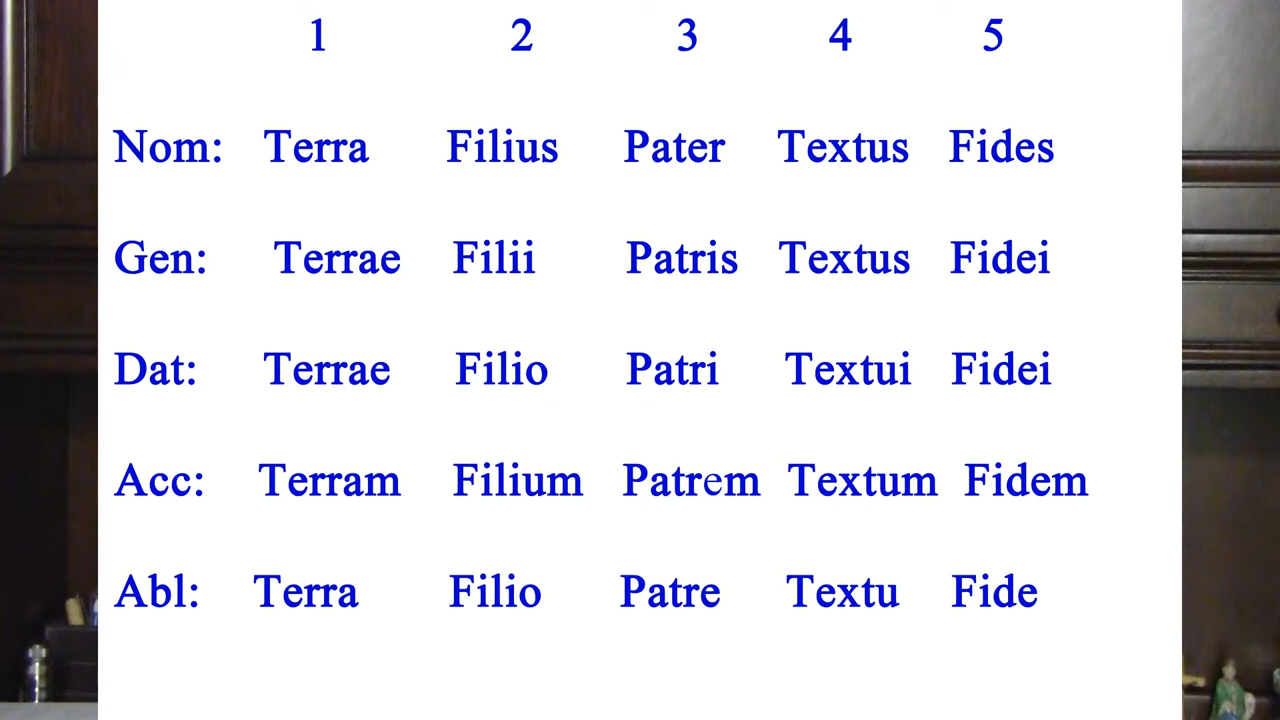 1 2 3 4 5
Nom: Terra Filius Pater Textus Fides
Gen: Terrae Filii Patris Textus Fidei
Dat: Terrae Filio Patri Textui Fidei
Acc: Terram Filium Patrem Textum Fidem
Abl: Terra Filio Patre Textu Fide